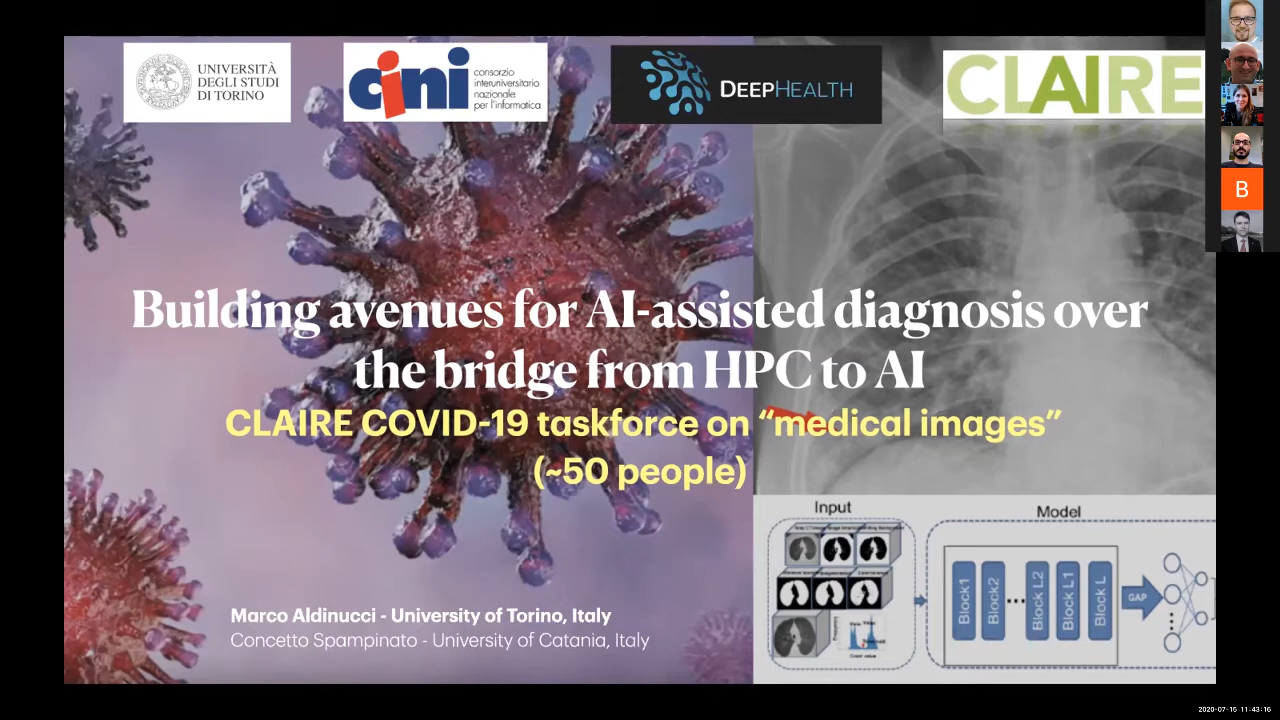 UNIVERSITÀ
DEGLI STUDI
DI TORINO
cini
consorzio
interuniversitario
nazionale
per l'informatica
DEEPHEALTH
CLAIRE
B
Building avenues for AI-assisted diagnosis over
the bridge from HPC to AI
CLAIRE COVID-19 taskforce on “medical images”
(~50 people)
Input
Model
Block1
Block2
Block L2
Block L1
Block L
GAP
Marco Aldinucci - University of Torino, Italy
Concetto Spampinato - University of Catania, Italy
2020-07-15 11:43:16